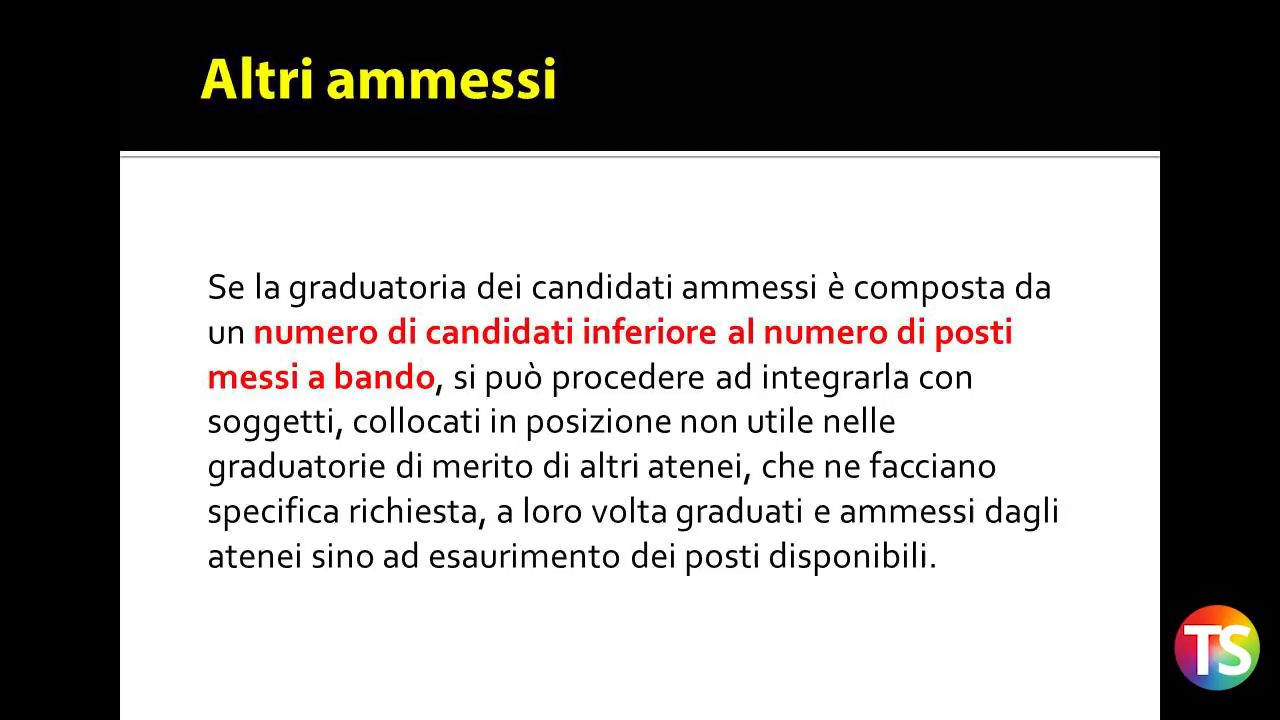 Altri ammessi
Se la graduatoria dei candidati ammessi è composta da
un numero di candidati inferiore al numero di posti
messi a bando, si può procedere ad integrarla con
soggetti, collocati in posizione non utile nelle
graduatorie di merito di altri atenei, che ne facciano
specifica richiesta, a loro volta graduati e ammessi dagli
atenei sino ad esaurimento dei posti disponibili.
TS